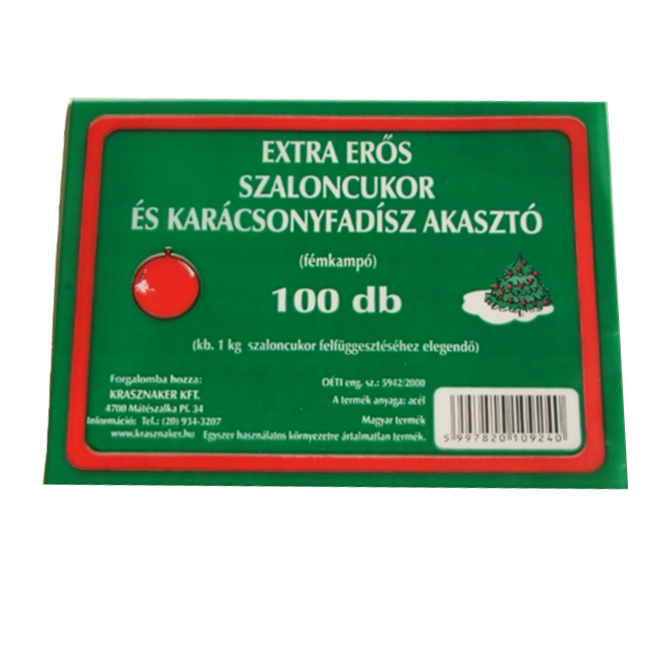 EXTRA ERŐS
SZALONCUKOR
ÉS KARÁCSONYFADÍSZ AKASZTÓ
(fémkampó)
100 db
(kb. 1 kg szaloncukor felfüggesztéséhez elegendő)
Forgalomba hozza:
KRASZNAKER KFT.
4700 Mátészalka Pf. 34
Információ: Tel.: (20) 934-3207
www.krasznaker.hu
OÉTI eng. sz.: 5942/2000
A termék anyaga: acél
Magyar termék
Egyszer használatos környezetre ártalmatlan termék.
5 997820 109240